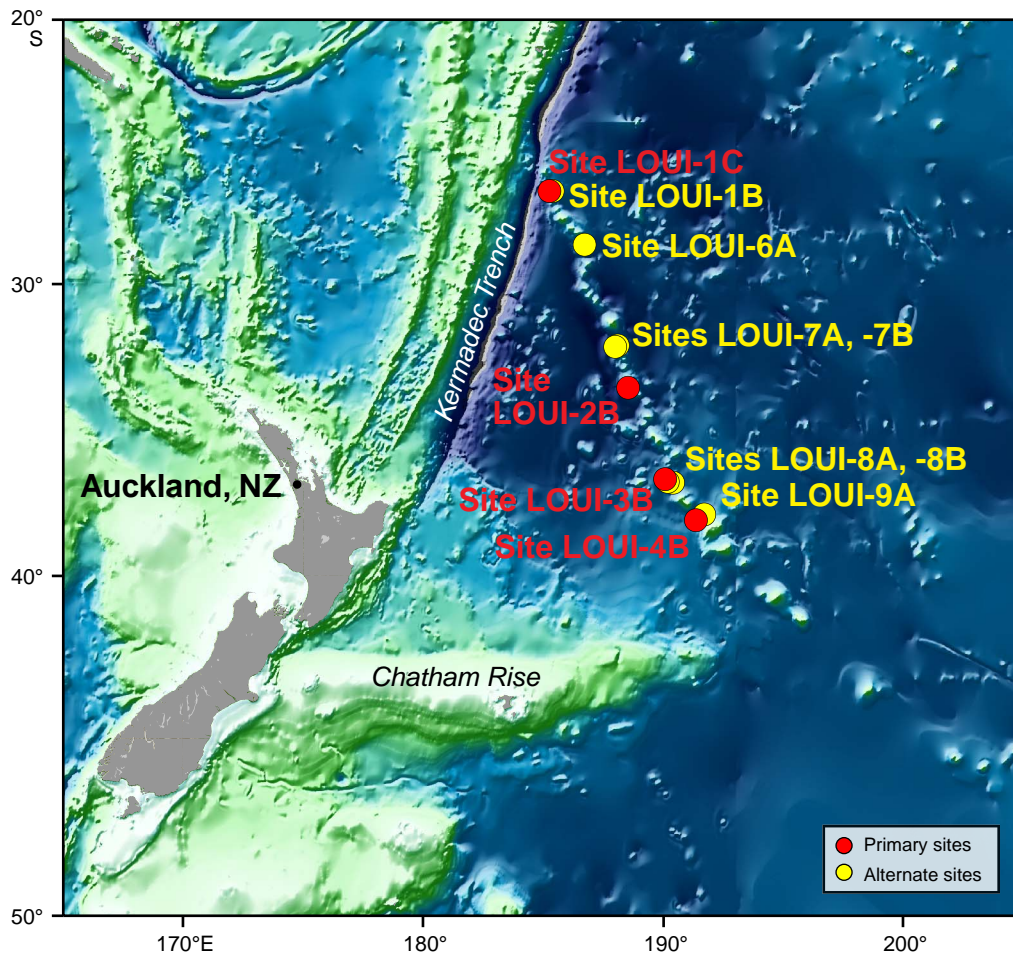 20°
S
Site LOUI-1C
Site LOUI-1B
Site LOUI-6A
30°
Kermadec Trench
Sites LOUI-7A, -7B
Site
LOUI-2B
Sites LOUI-8A, -8B
Auckland, NZ
Site LOUI-3B
Site LOUI-9A
Site LOUI-4B
40°
Chatham Rise
Primary sites
Alternate sites
50°
170°E
180°
190°
200°